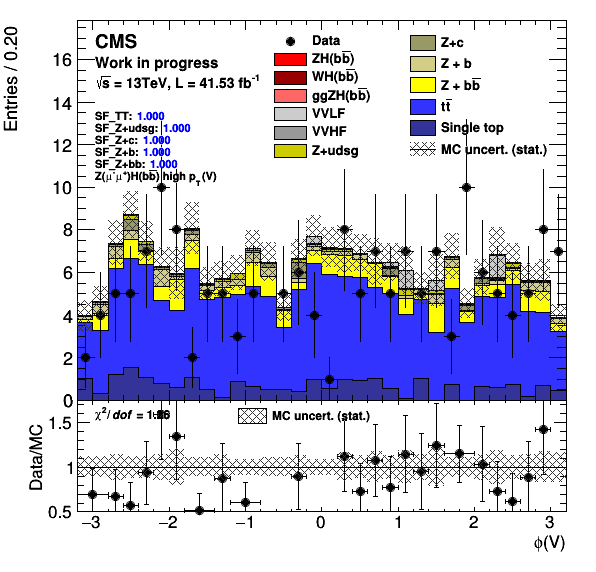 CMS
Work in progress
√s = 13TeV, L = 41.53 fb⁻¹
SF_TT: 1.000
SF_Z+udsg: 1.000
SF_Z+c: 1.000
SF_Z+b: 1.000
SF_Z+bb: 1.000
Z(μ⁻μ⁺)H(bb̅) high p_T(V)
Data
ZH(bb̅)
WH(bb̅)
ggZH(bb̅)
VVLF
VVHF
Z+udsg
Z+c
Z + b
Z + bb̅
tt̅
Single top
MC uncert. (stat.)
Entries / 0.20
16
14
12
10
8
6
4
2
0
χ²/ dof =
MC uncert. (stat.)
Data/MC
1.5
1
0.5
−3 −2 −1 0 1 2 3
ϕ(V)